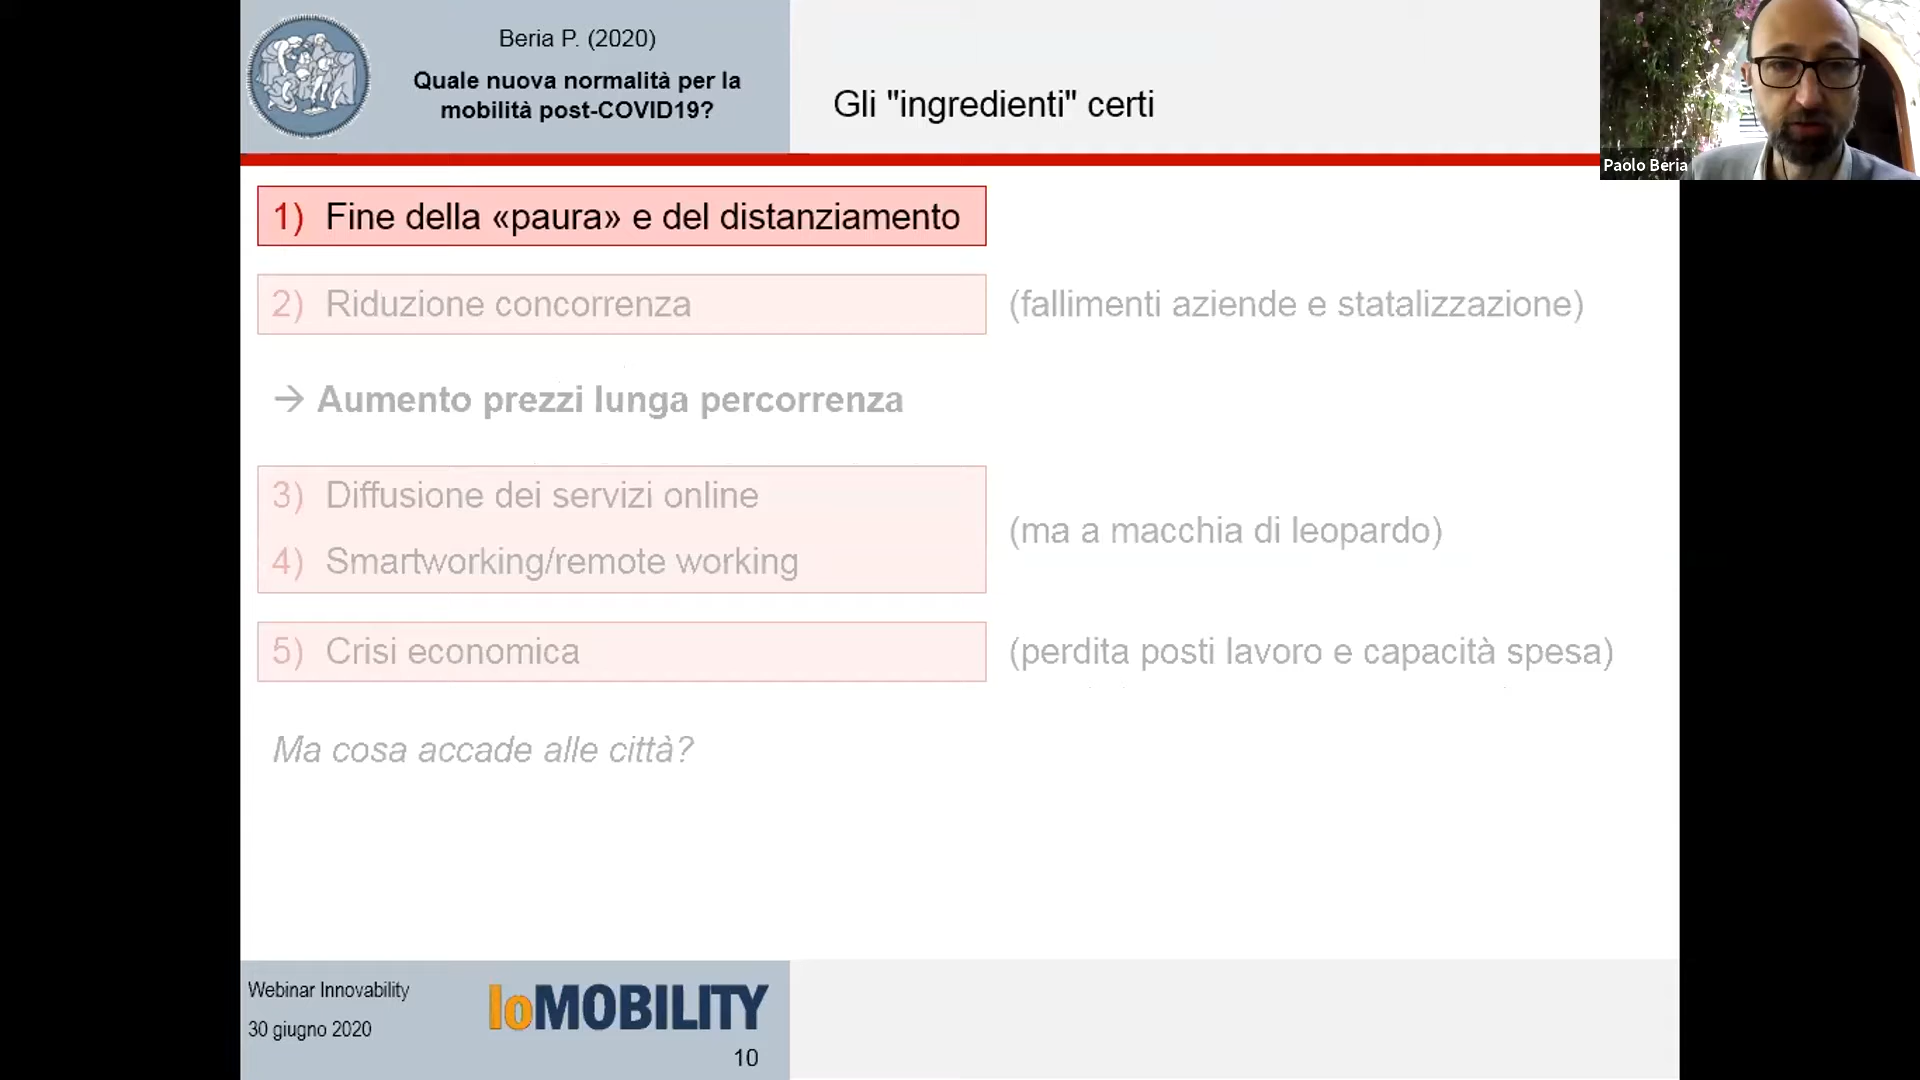 Beria P. (2020)
Quale nuova normalità per la
mobilità post-COVID19?
Gli "ingredienti" certi
Paolo Beria
1) Fine della «paura» e del distanziamento
2) Riduzione concorrenza
(fallimenti aziende e statalizzazione)
→ Aumento prezzi lunga percorrenza
3) Diffusione dei servizi online
4) Smartworking/remote working
(ma a macchia di leopardo)
5) Crisi economica
(perdita posti lavoro e capacità spesa)
Ma cosa accade alle città?
Webinar Innovability
30 giugno 2020
IoMOBILITY
10